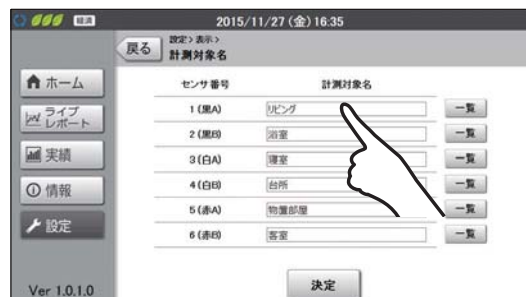 経済
2015/11/27 (金) 16:35
戻る
設定 > 表示 >
計測対象名
ホーム
ライブ
レポート
実績
情報
設定
Ver 1.0.1.0
センサ番号 計測対象名
1 (黒A) リビング 一覧
2 (黒B) 浴室 一覧
3 (白A) 寝室 一覧
4 (白B) 台所 一覧
5 (赤A) 物置部屋 一覧
6 (赤B) 客室 一覧
決定